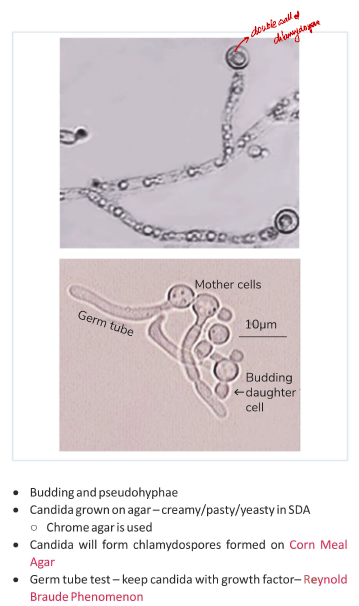 double wall of
chlamydospore
Mother cells
Germ tube
10µm
Budding
←daughter
cell
• Budding and pseudohyphae
• Candida grown on agar – creamy/pasty/yeasty in SDA
○ Chrome agar is used
• Candida will form chlamydospores formed on Corn Meal
Agar
• Germ tube test – keep candida with growth factor– Reynold
Braude Phenomenon